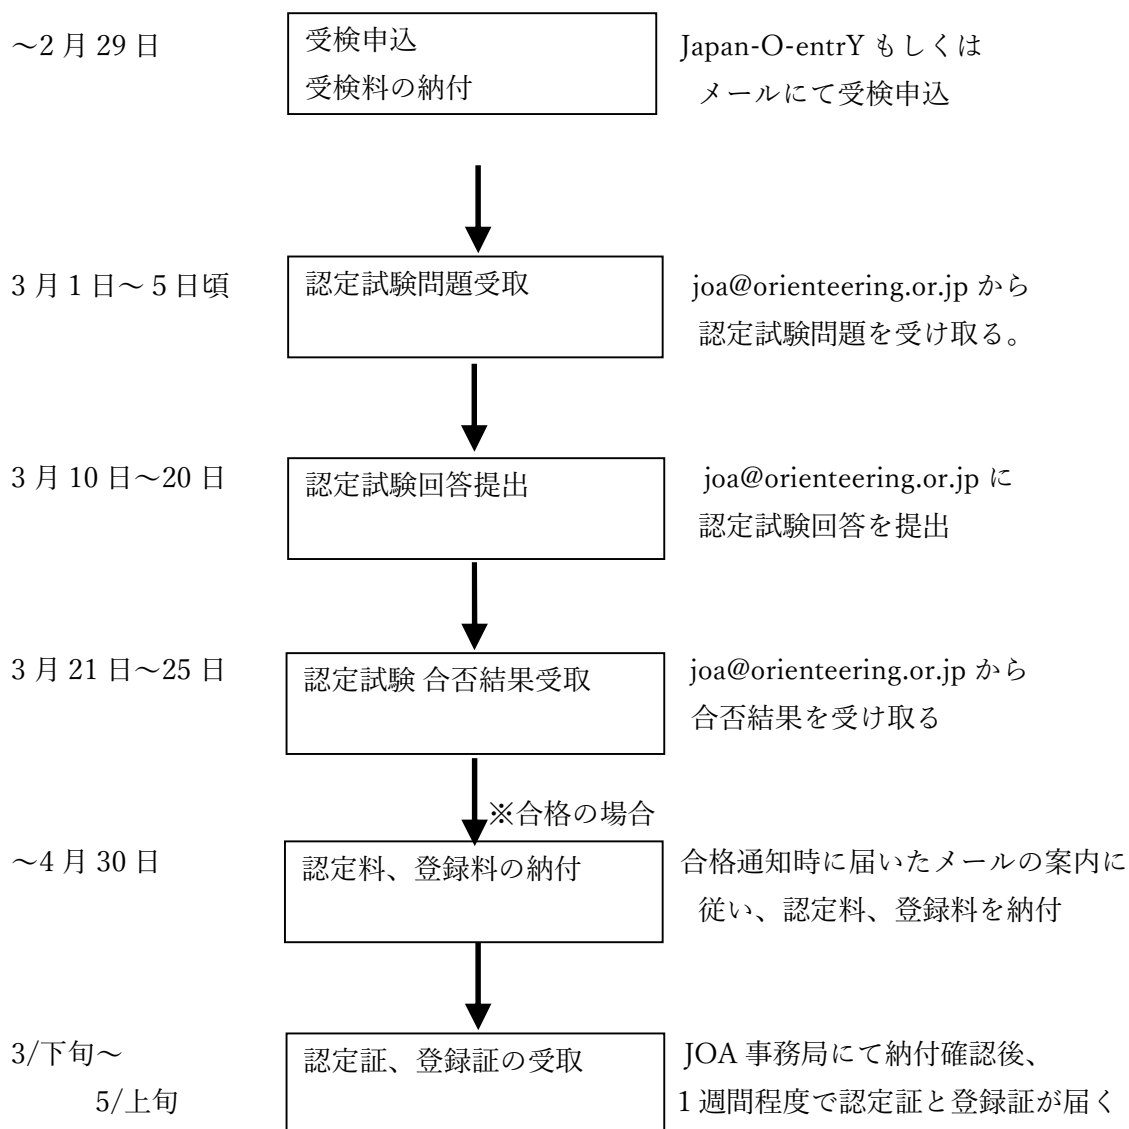 ～2 月 29 日
受検申込
受検料の納付
Japan-O-entrY もしくは
メールにて受検申込
3 月 1 日～ 5 日頃
認定試験問題受取
joa@orienteering.or.jp から
認定試験問題を受け取る。
3 月 10 日～20 日
認定試験回答提出
joa@orienteering.or.jp に
認定試験回答を提出
3 月 21 日～25 日
認定試験 合否結果受取
joa@orienteering.or.jp から
合否結果を受け取る
※合格の場合
～4 月 30 日
認定料、登録料の納付
合格通知時に届いたメールの案内に
従い、認定料、登録料を納付
3/下旬～
5/上旬
認定証、登録証の受取
JOA 事務局にて納付確認後、
1 週間程度で認定証と登録証が届く